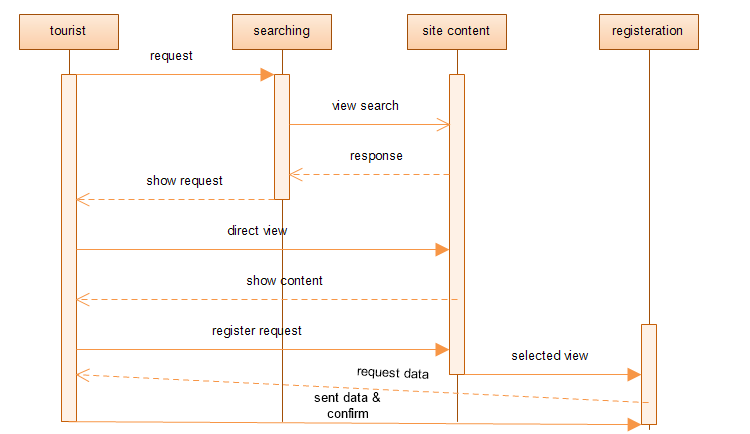 tourist
searching
site content
registeration
request
view search
response
show request
direct view
show content
register request
selected view
request data
sent data &
confirm